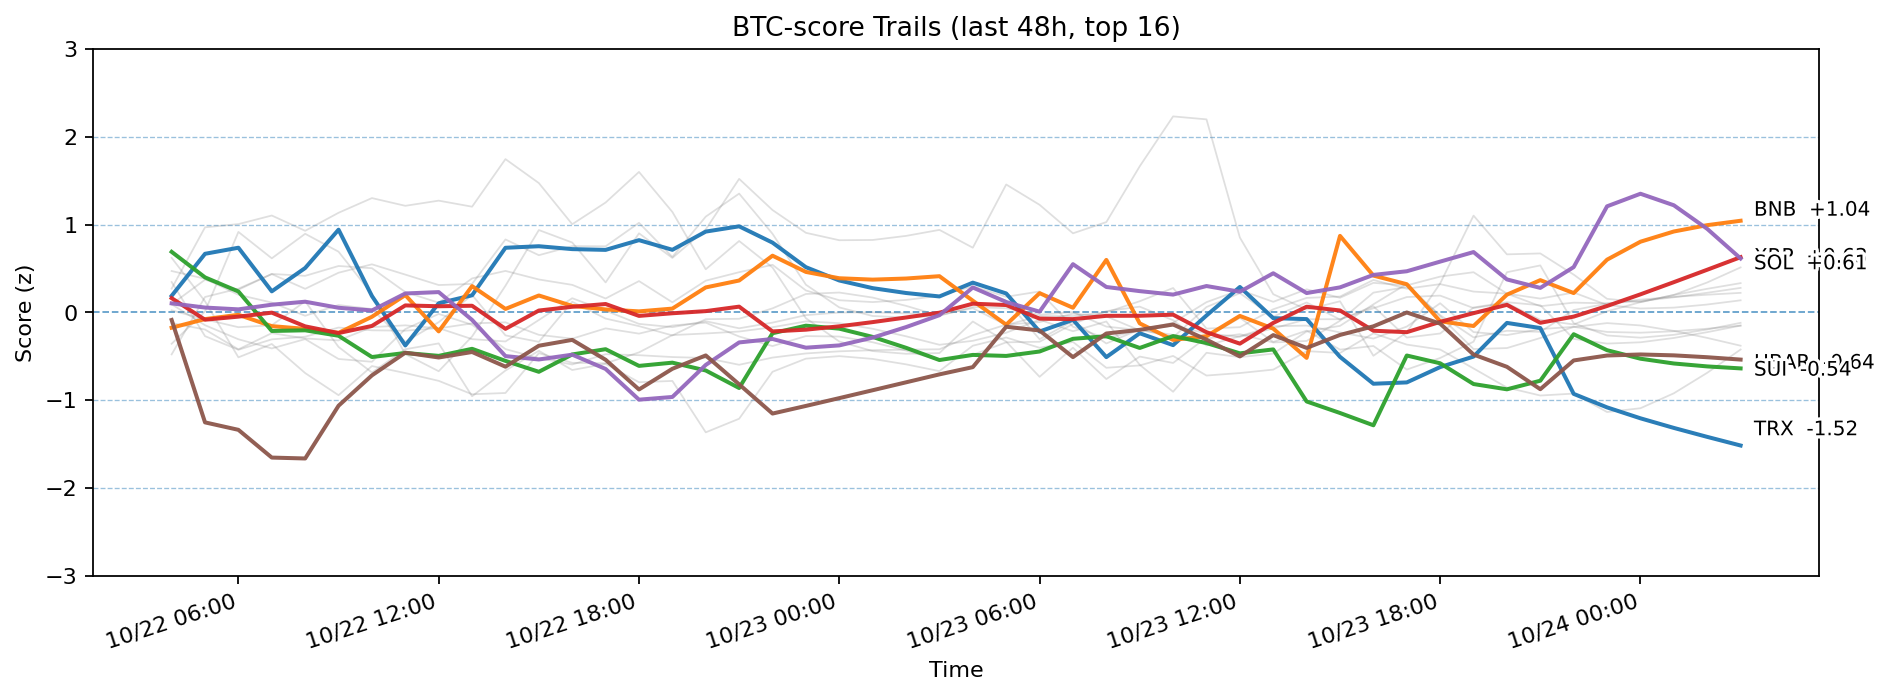 BTC-score Trails (last 48h, top 16)
3
2
1
0
−1
−2
−3
Score (z)
BNB +1.04
SOL +0.61
SUI -0.54
TRX -1.52
10/22 06:00
10/22 12:00
10/22 18:00
10/23 00:00
10/23 06:00
10/23 12:00
10/23 18:00
10/24 00:00
Time